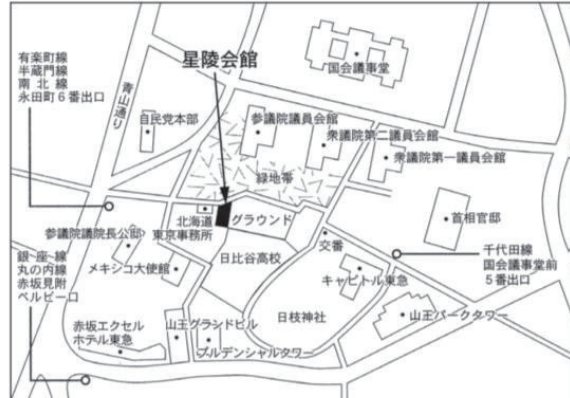 有楽町線
半蔵門線
南北線
永田町6番出口
青山通り
星陵会館
国会議事堂
自民党本部
参議院議員会館
衆議院第二議員会館
衆議院第一議員会館
緑地帯
北海道
東京事務所
グラウンド
首相官邸
参議院議長公邸
メキシコ大使館
日比谷高校
交番
千代田線
国会議事堂前
5番出口
銀座線
丸の内線
赤坂見附
ベルビー口
キャピトル東急
日枝神社
山王パークタワー
赤坂エクセル
ホテル東急
山王グランドビル
プルデンシャルタワー